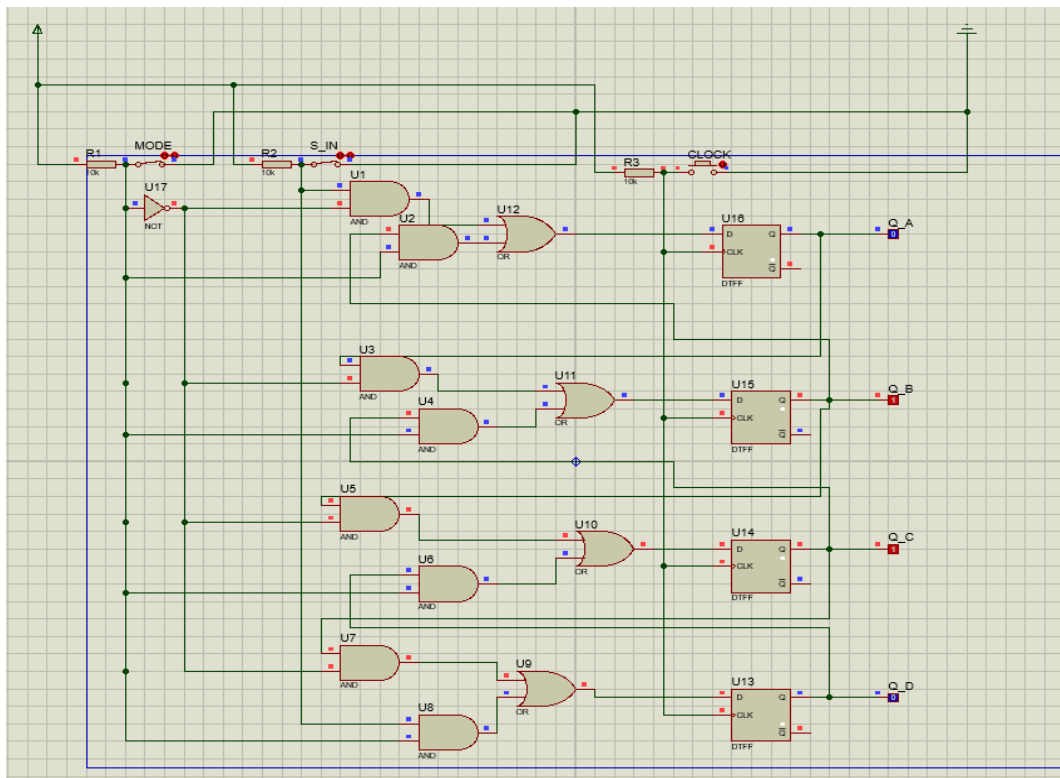 MODE
S_IN
CLOCK
R1
10k
R2
10k
R3
10k
U17
NOT
U1
AND
U2
AND
U12
OR
U16
D
Q
CLK
Q
DTFF
Q_A
0
U3
AND
U4
AND
U11
OR
U15
D
Q
CLK
Q
DTFF
Q_B
1
U5
AND
U6
AND
U10
OR
U14
D
Q
CLK
Q
DTFF
Q_C
1
U7
AND
U8
AND
U9
OR
U13
D
Q
CLK
Q
DTFF
Q_D
0